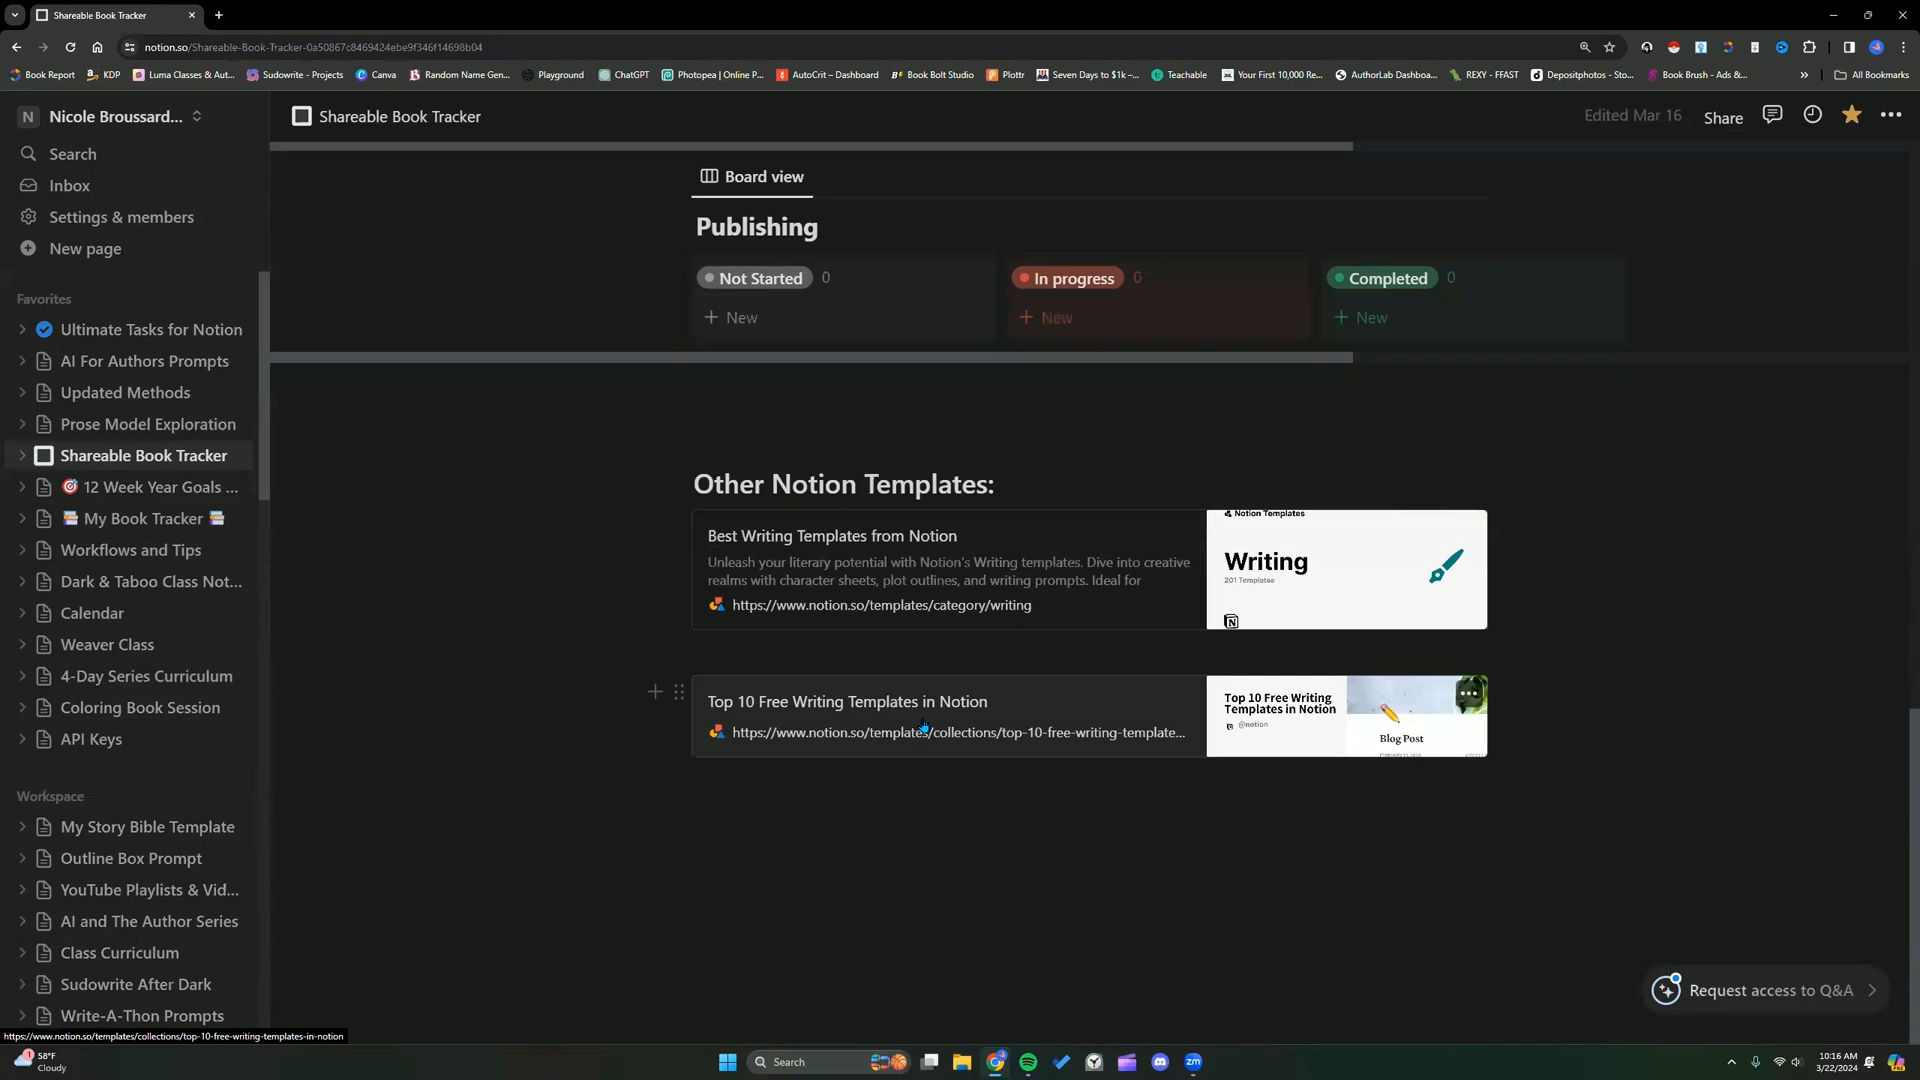 Shareable Book Tracker
notion.so/Shareable-Book-Tracker-0a50867c8469424ebe9f346f14698b04
Book Report
KDP
Luma Classes & Aut...
Sudowrite - Projects
Canva
Random Name Gen...
Playground
ChatGPT
Photopea | Online P...
AutoCrit – Dashboard
Book Bolt Studio
Plottr
Seven Days to $1k –...
Teachable
Your First 10,000 Re...
AuthorLab Dashboa...
REXY - FFAST
Depositphotos - Sto...
Book Brush - Ads &...
All Bookmarks
N Nicole Broussard...
Shareable Book Tracker
Edited Mar 16
Share
Search
Inbox
Settings & members
New page
Favorites
Ultimate Tasks for Notion
AI For Authors Prompts
Updated Methods
Prose Model Exploration
Shareable Book Tracker
12 Week Year Goals ...
My Book Tracker
Workflows and Tips
Dark & Taboo Class Not...
Calendar
Weaver Class
4-Day Series Curriculum
Coloring Book Session
API Keys
Workspace
My Story Bible Template
Outline Box Prompt
YouTube Playlists & Vid...
AI and The Author Series
Class Curriculum
Sudowrite After Dark
Write-A-Thon Prompts
Board view
Publishing
Not Started 0
In progress 0
Completed 0
+ New
+ New
+ New
Other Notion Templates:
Best Writing Templates from Notion
Unleash your literary potential with Notion's Writing templates. Dive into creative
realms with character sheets, plot outlines, and writing prompts. Ideal for
https://www.notion.so/templates/category/writing
Notion Templates
Writing
201 Templates
Top 10 Free Writing Templates in Notion
https://www.notion.so/templates/collections/top-10-free-writing-template...
Top 10 Free Writing
Templates in Notion
@notion
Blog Post
Request access to Q&A
https://www.notion.so/templates/collections/top-10-free-writing-templates-in-notion
1
58°F
Cloudy
Search
zm
10:16 AM
3/22/2024